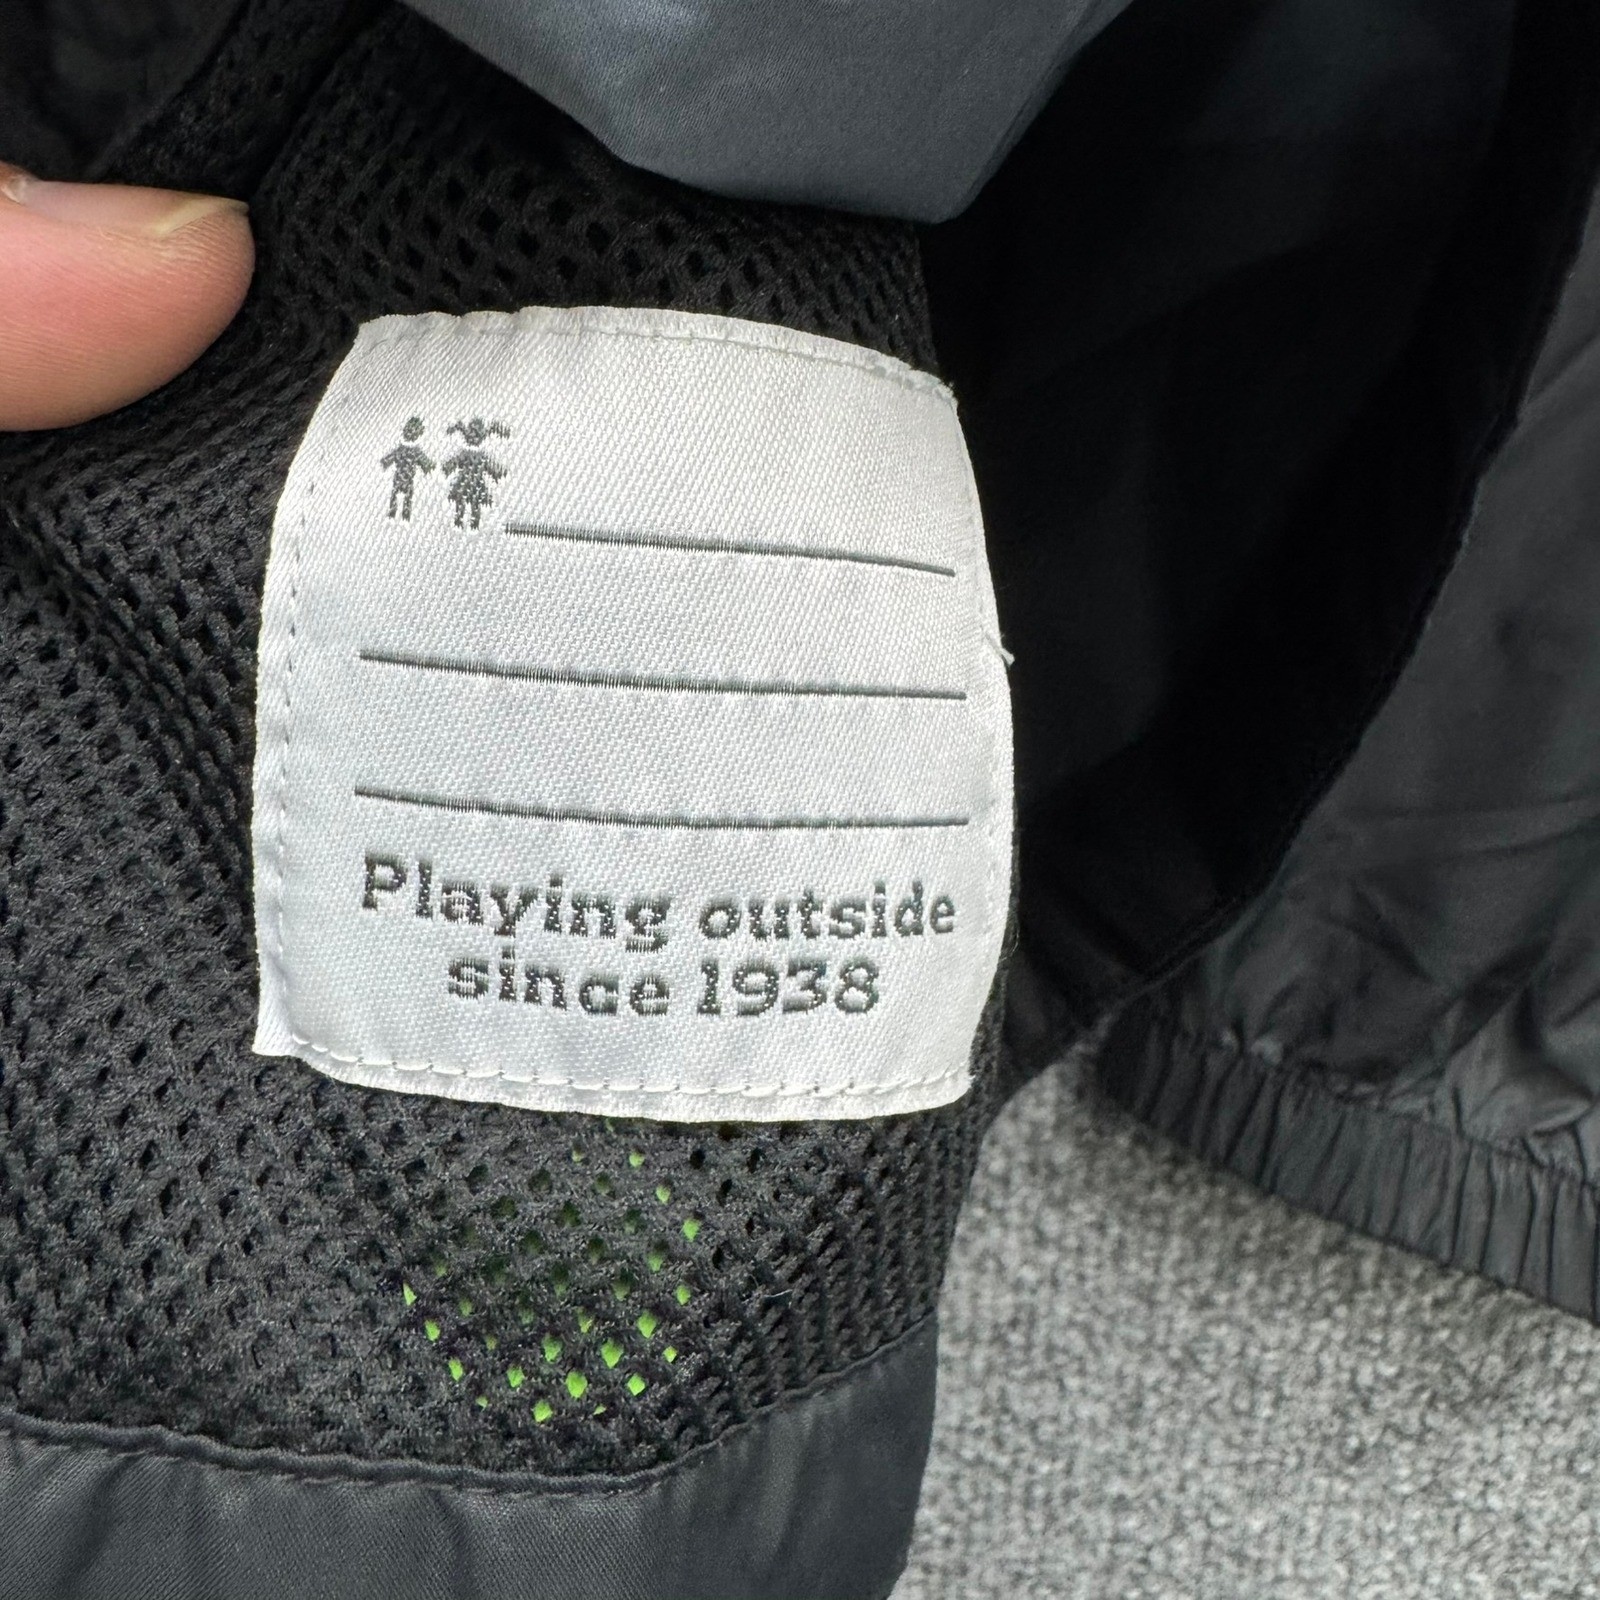 Playing outside
since 1938